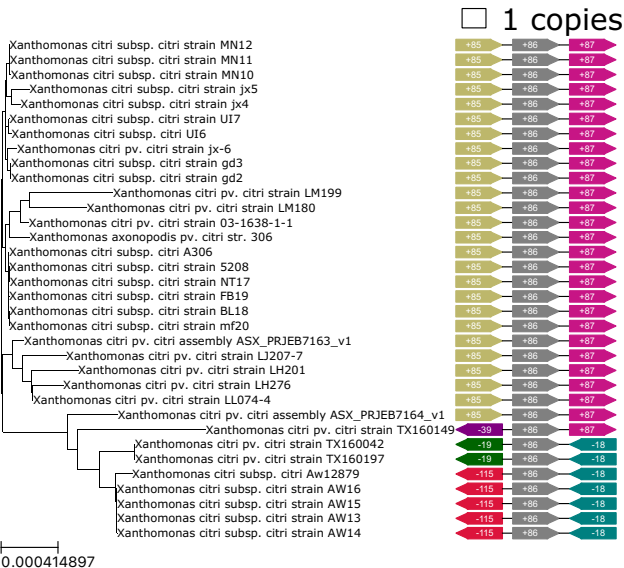 1 copies
Xanthomonas citri subsp. citri strain MN12 +85 +86 +87
Xanthomonas citri subsp. citri strain MN11 +85 +86 +87
Xanthomonas citri subsp. citri strain MN10 +85 +86 +87
Xanthomonas citri subsp. citri strain jx5 +85 +86 +87
Xanthomonas citri subsp. citri strain jx4 +85 +86 +87
Xanthomonas citri subsp. citri strain UI7 +85 +86 +87
Xanthomonas citri subsp. citri UI6 +85 +86 +87
Xanthomonas citri pv. citri strain jx-6 +85 +86 +87
Xanthomonas citri subsp. citri strain gd3 +85 +86 +87
Xanthomonas citri subsp. citri strain gd2 +85 +86 +87
Xanthomonas citri pv. citri strain LM199 +85 +86 +87
Xanthomonas citri pv. citri strain LM180 +85 +86 +87
Xanthomonas citri pv. citri strain 03-1638-1-1 +85 +86 +87
Xanthomonas axonopodis pv. citri str. 306 +85 +86 +87
Xanthomonas citri subsp. citri A306 +85 +86 +87
Xanthomonas citri subsp. citri strain 5208 +85 +86 +87
Xanthomonas citri subsp. citri strain NT17 +85 +86 +87
Xanthomonas citri subsp. citri strain FB19 +85 +86 +87
Xanthomonas citri subsp. citri strain BL18 +85 +86 +87
Xanthomonas citri subsp. citri strain mf20 +85 +86 +87
Xanthomonas citri pv. citri assembly ASX_PRJEB7163_v1 +85 +86 +87
Xanthomonas citri pv. citri strain LJ207-7 +85 +86 +87
Xanthomonas citri pv. citri strain LH201 +85 +86 +87
Xanthomonas citri pv. citri strain LH276 +85 +86 +87
Xanthomonas citri pv. citri strain LL074-4 +85 +86 +87
Xanthomonas citri pv. citri assembly ASX_PRJEB7164_v1 +85 +86 +87
Xanthomonas citri pv. citri strain TX160149 -39 +86 +87
Xanthomonas citri pv. citri strain TX160042 -19 +86 -18
Xanthomonas citri pv. citri strain TX160197 -19 +86 -18
Xanthomonas citri subsp. citri Aw12879 -115 +86 -18
Xanthomonas citri subsp. citri strain AW16 -115 +86 -18
Xanthomonas citri subsp. citri strain AW15 -115 +86 -18
Xanthomonas citri subsp. citri strain AW13 -115 +86 -18
Xanthomonas citri subsp. citri strain AW14 -115 +86 -18
0.000414897